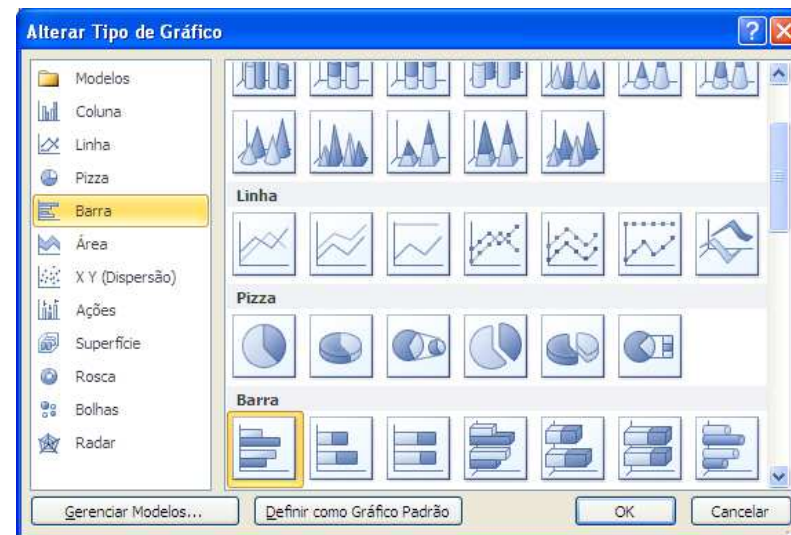 Alterar Tipo de Gráfico
Modelos
Coluna
Linha
Pizza
Barra
Área
X Y (Dispersão)
Ações
Superfície
Rosca
Bolhas
Radar
Linha
Pizza
Barra
Gerenciar Modelos...
Definir como Gráfico Padrão
OK
Cancelar